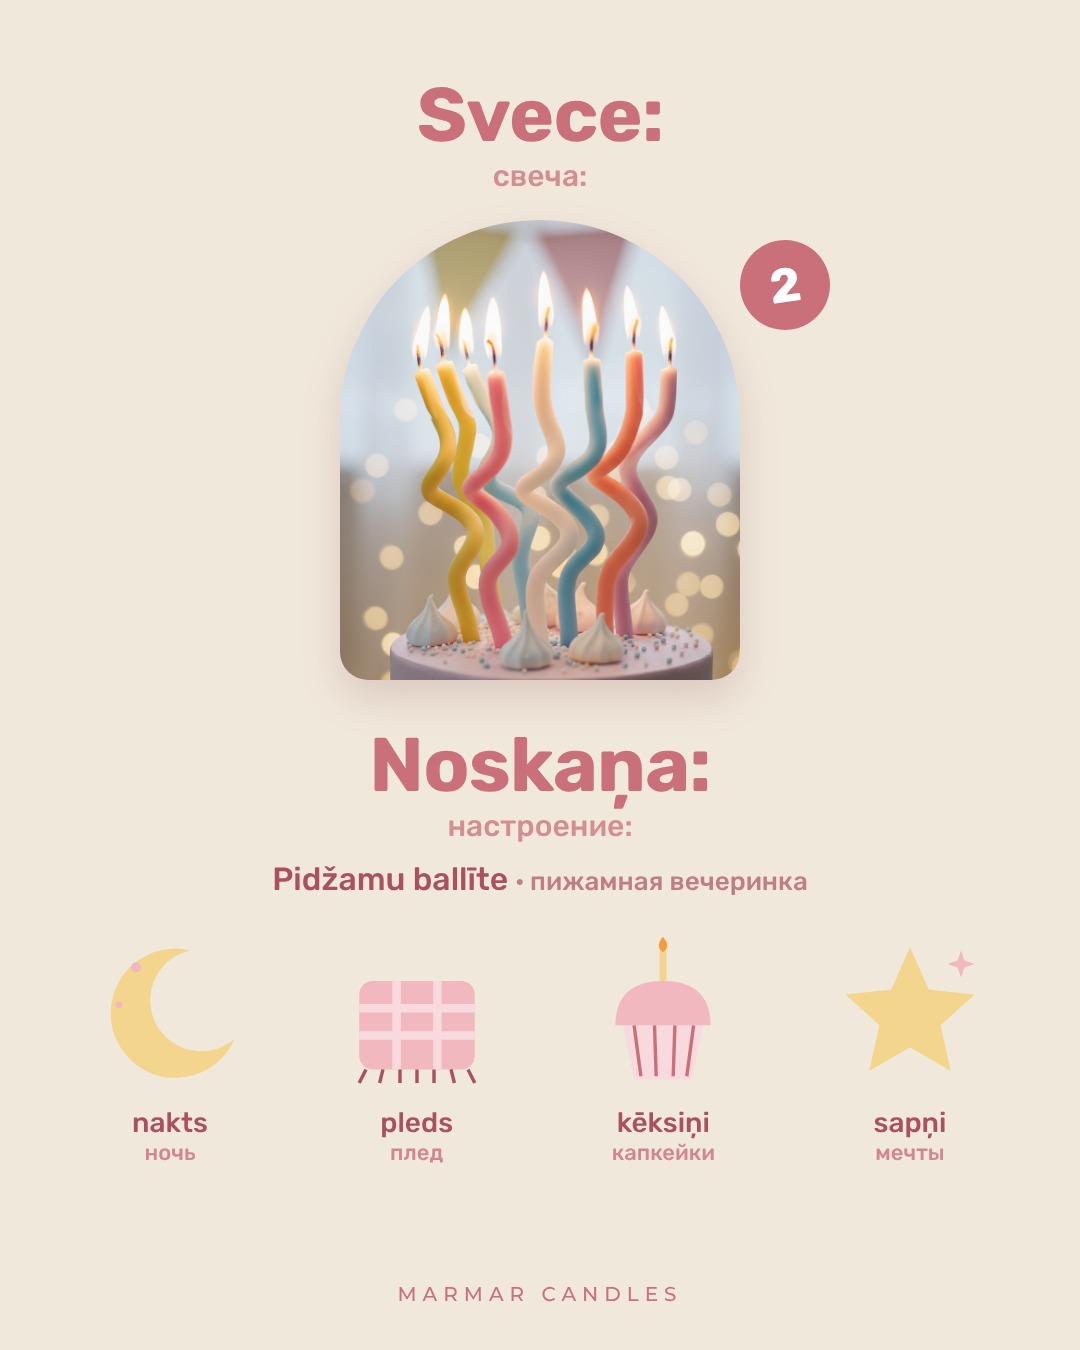 Svece:
свеча:
2
Noskaņa:
настроение:
Pidžamu ballīte • пижамная вечеринка
nakts
ночь
pleds
плед
kēksiņi
капкейки
sapņi
мечты
MARMAR CANDLES